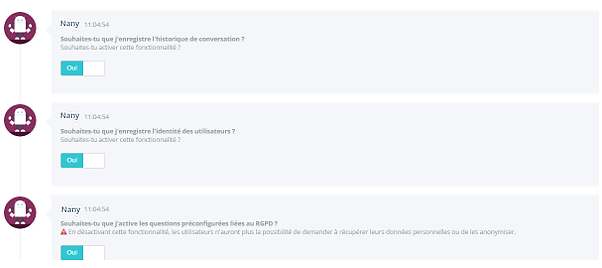 Nany 11:04:54
Souhaites-tu que j'enregistre l'historique de conversation ?
Souhaites-tu activer cette fonctionnalité ?
Oui
Nany 11:04:54
Souhaites-tu que j'enregistre l'identité des utilisateurs ?
Souhaites-tu activer cette fonctionnalité ?
Oui
Nany 11:04:54
Souhaites-tu que j'active les questions préconfigurées liées au RGPD ?
En désactivant cette fonctionnalité, les utilisateurs n'auront plus la possibilité de demander à récupérer leurs données personnelles ou de les anonymiser.
Oui